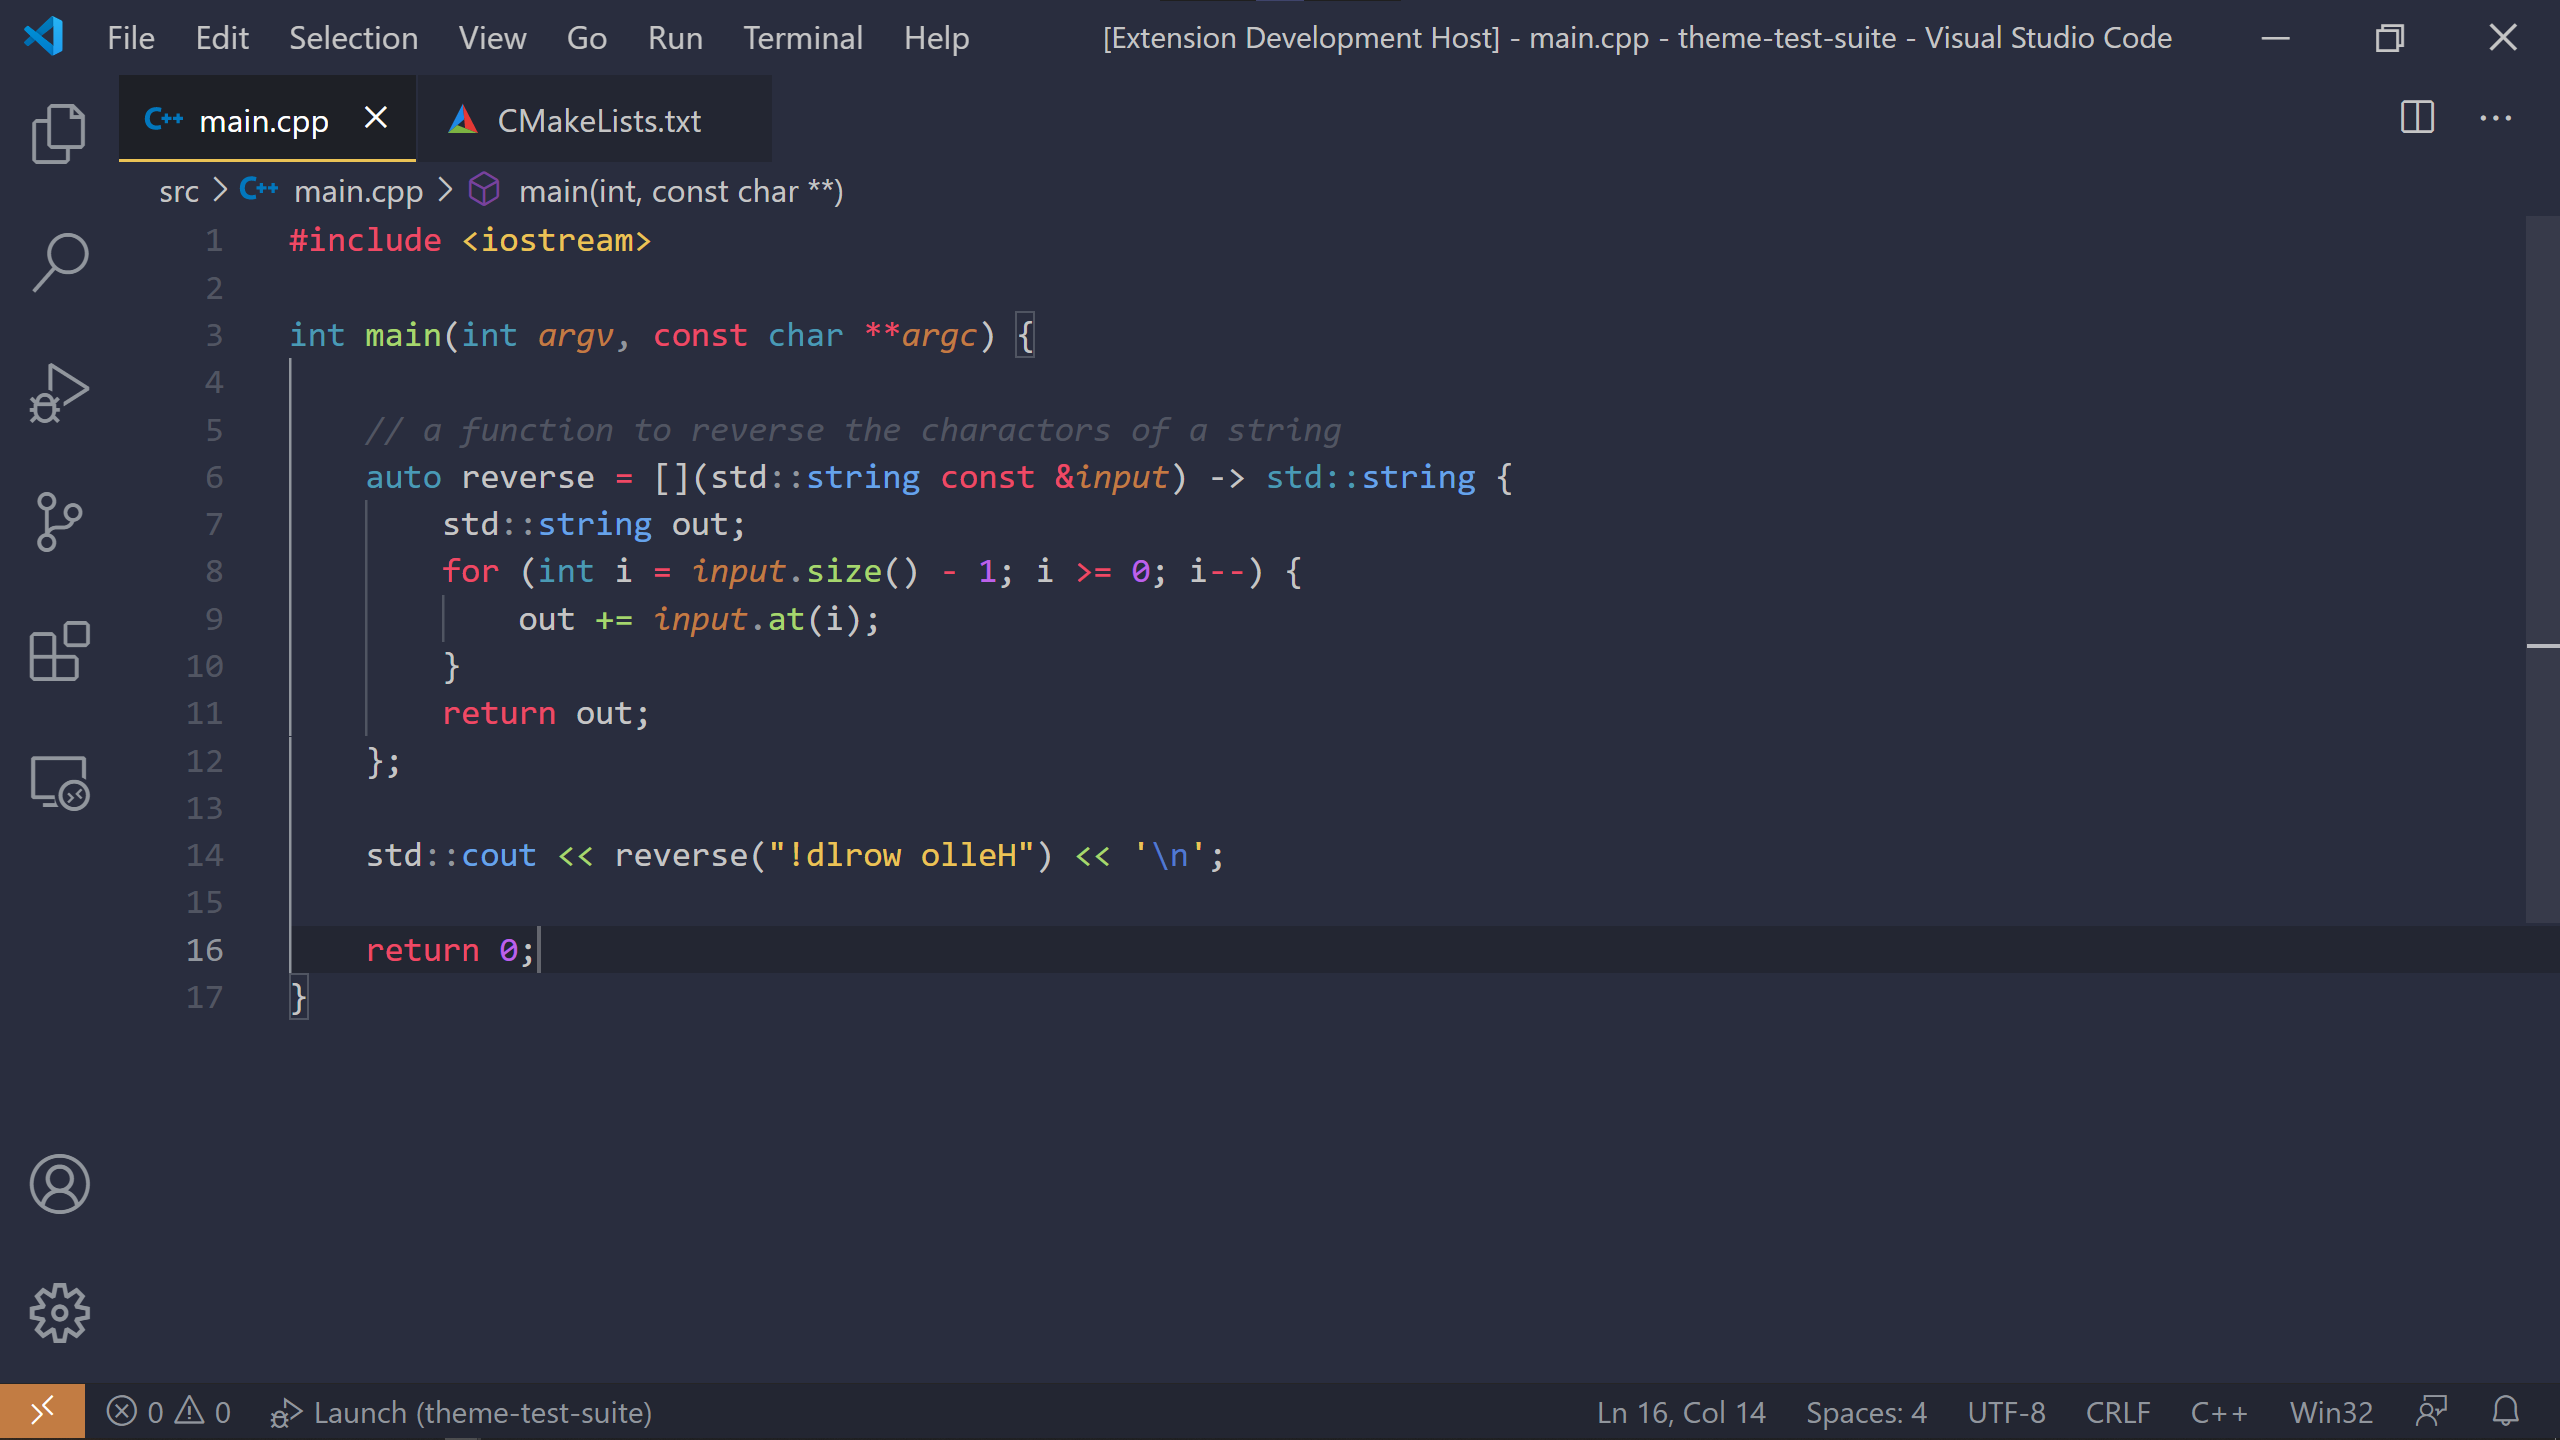 File Edit Selection View Go Run Terminal Help [Extension Development Host] - main.cpp - theme-test-suite - Visual Studio Code
main.cpp CMakeLists.txt
src > main.cpp > main(int, const char **)
1 #include <iostream>
2
3 int main(int argv, const char **argc) {
4
5 // a function to reverse the charactors of a string
6 auto reverse = [](std::string const &input) -> std::string {
7 std::string out;
8 for (int i = input.size() - 1; i >= 0; i--) {
9 out += input.at(i);
10 }
11 return out;
12 };
13
14 std::cout << reverse("!dlrow olleH") << '\n';
15
16 return 0;
17 }
0 0 Launch (theme-test-suite) Ln 16, Col 14 Spaces: 4 UTF-8 CRLF C++ Win32